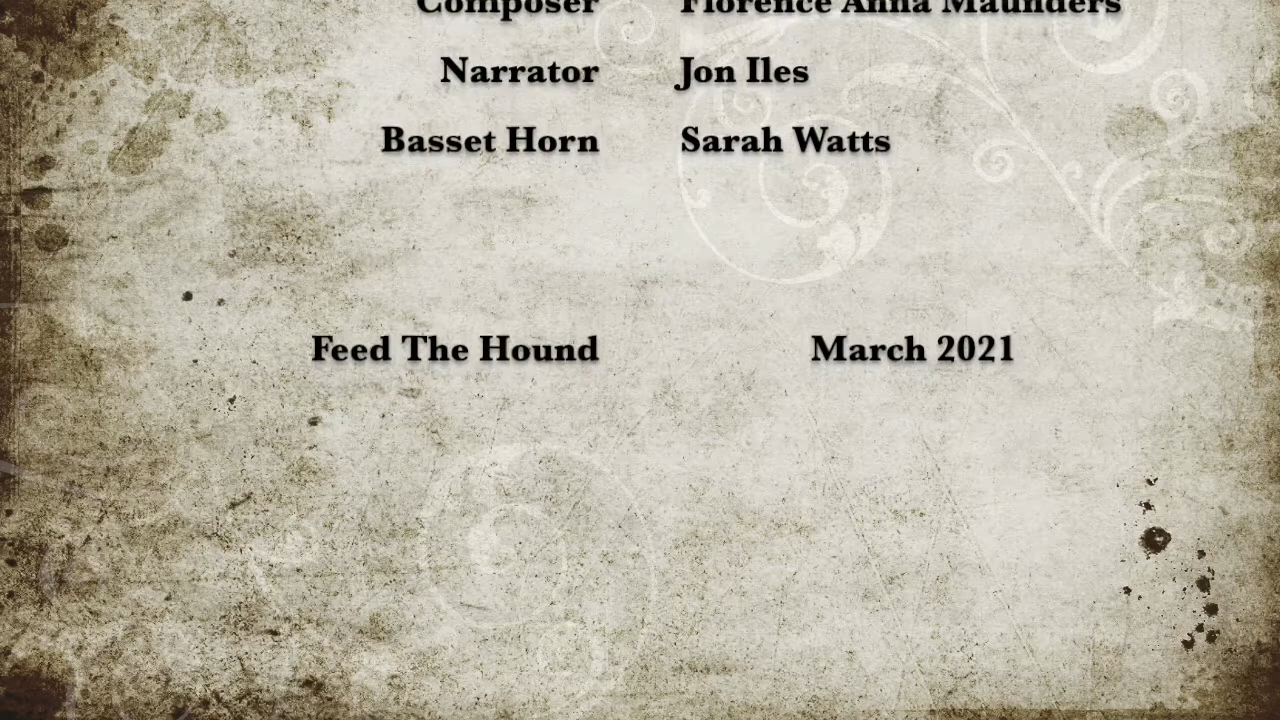 Composer Florence Anna Maunders
Narrator Jon Iles
Basset Horn Sarah Watts
Feed The Hound March 2021